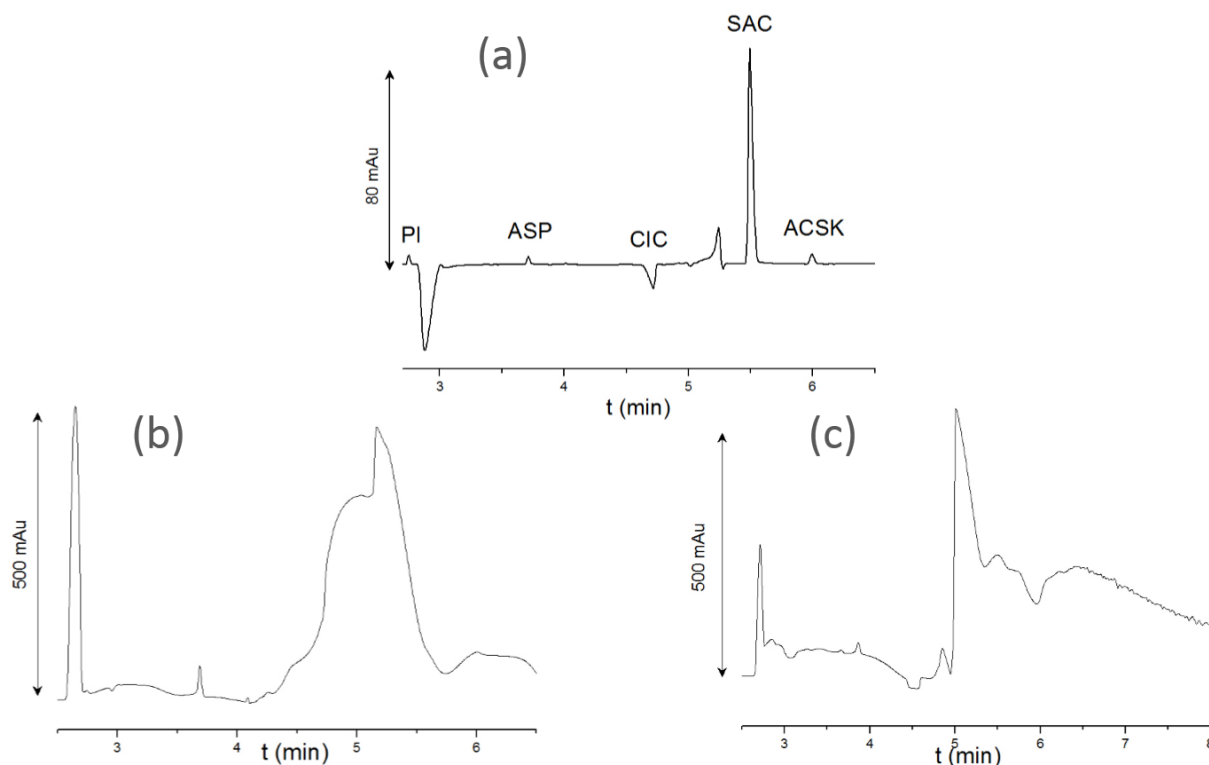 (a)
SAC
80 mAu
PI
ASP
CIC
ACSK
3 4 5 6
t (min)
(b)
500 mAu
3 4 5 6
t (min)
(c)
500 mAu
3 4 5 6 7 8
t (min)